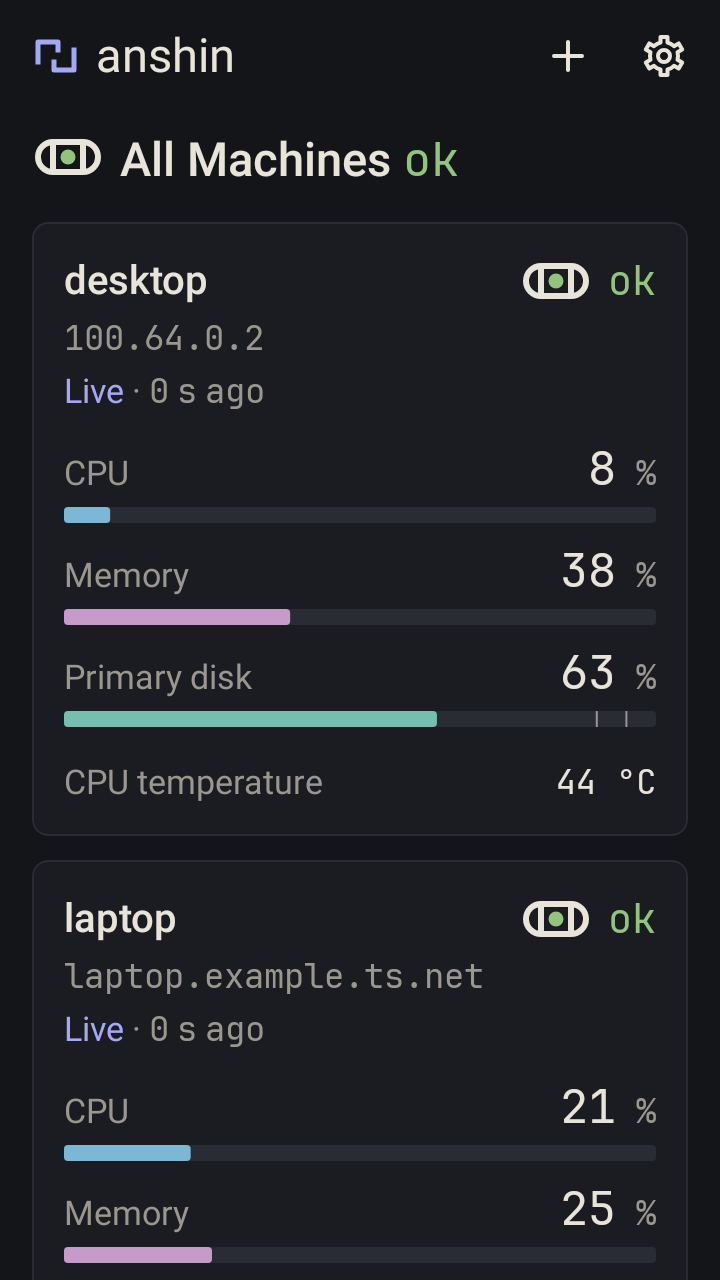 anshin
All Machines ok
desktop ok
100.64.0.2
Live · 0 s ago
CPU 8 %
Memory 38 %
Primary disk 63 %
CPU temperature 44 °C
laptop ok
laptop.example.ts.net
Live · 0 s ago
CPU 21 %
Memory 25 %